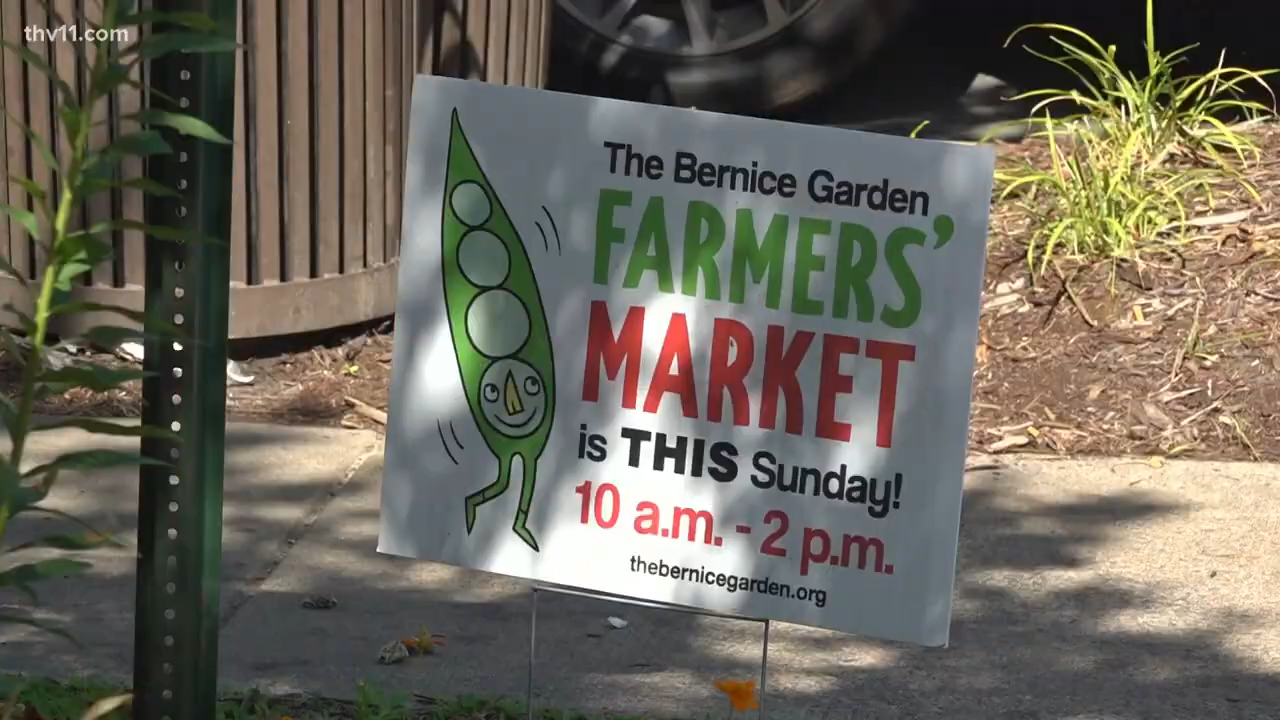 thv11.com
The Bernice Garden
FARMERS'
MARKET
is THIS Sunday!
10 a.m. - 2 p.m.
thebernicegarden.org